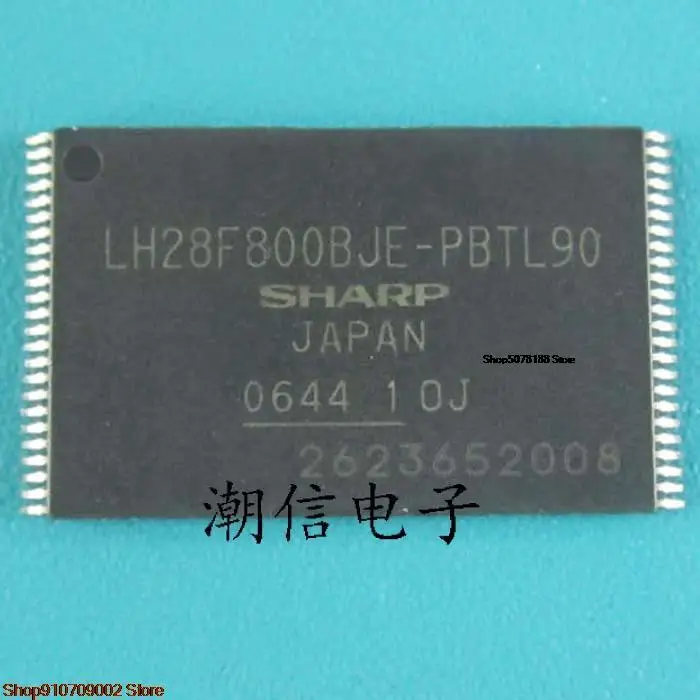 LH28F800BJE-PBTL90
SHARP
JAPAN
Shop5078188 Store
0644 1 0J
2623652008
潮信电子
Shop910709002 Store